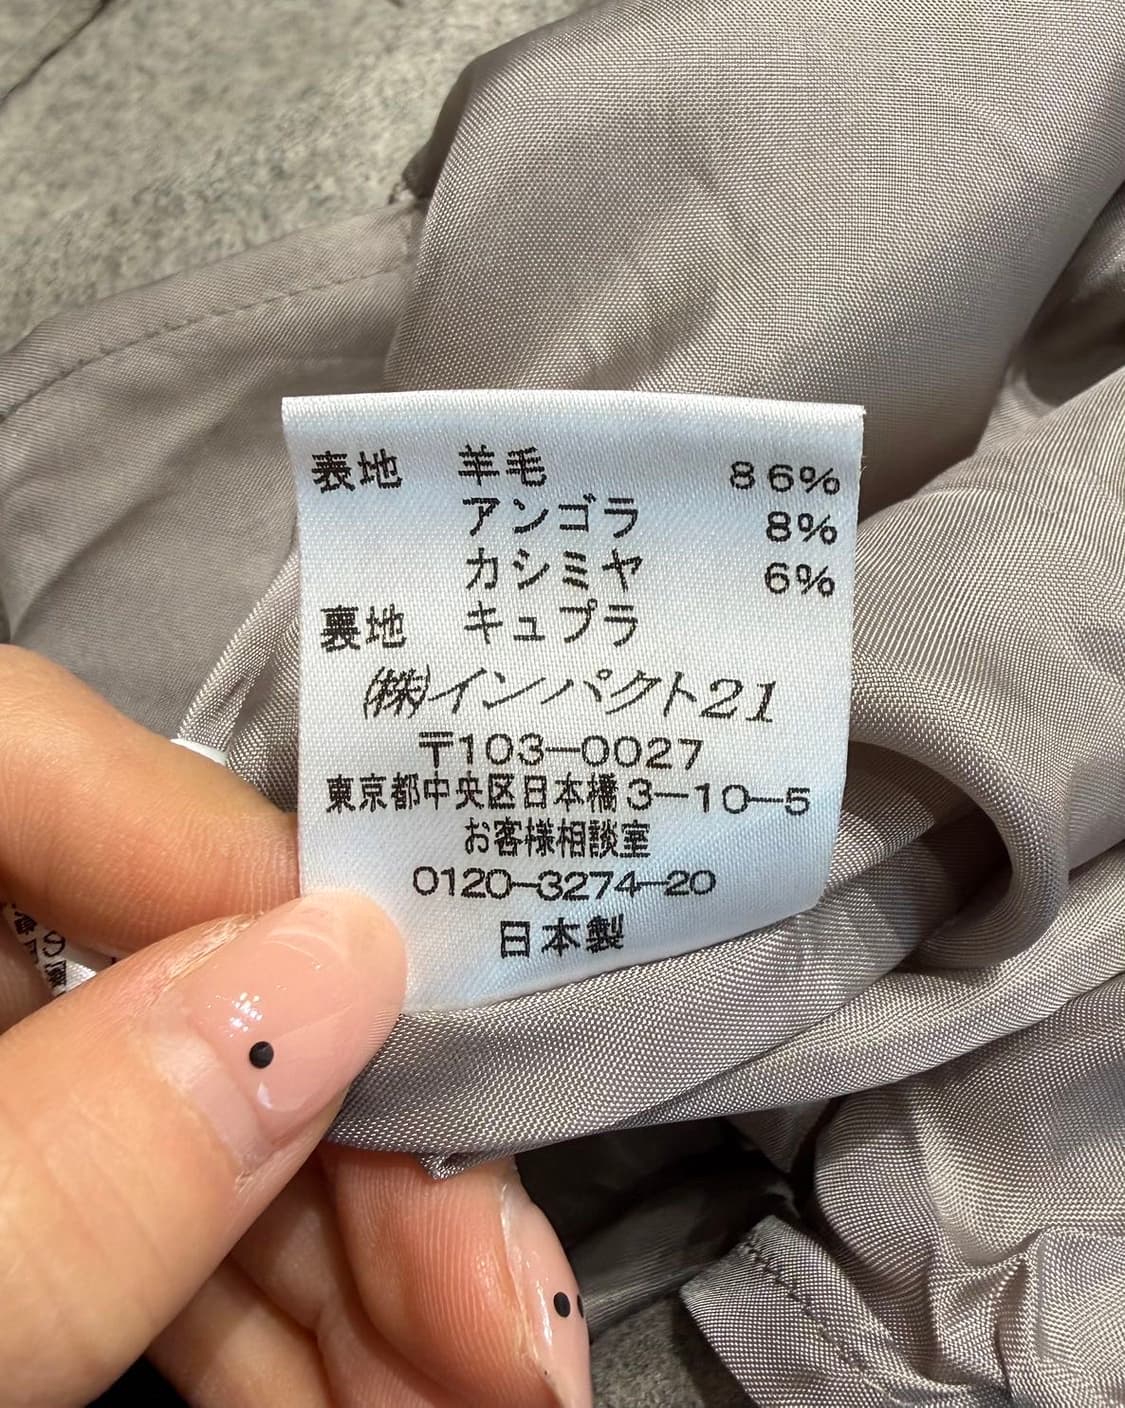 表地 羊毛 86%
アンゴラ 8%
カシミヤ 6%
裏地 キュプラ
㈱インパクト21
〒103-0027
東京都中央区日本橋3-10-5
お客様相談室
0120-3274-20
日本製